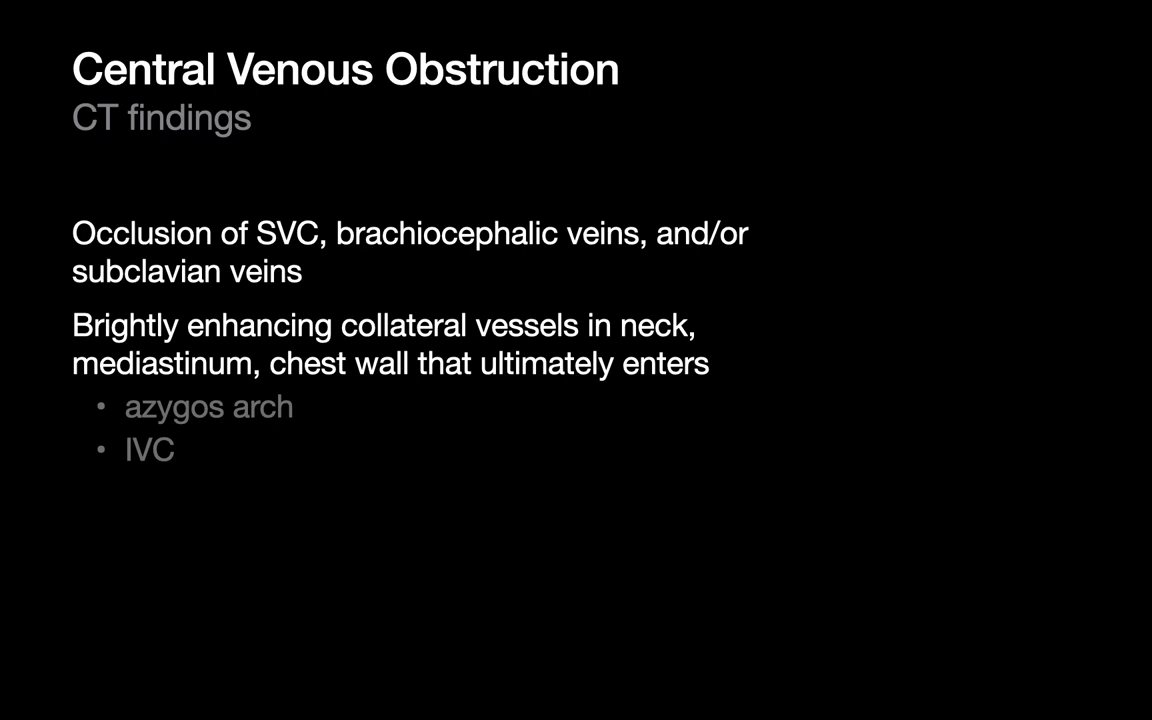 Central Venous Obstruction
CT findings
Occlusion of SVC, brachiocephalic veins, and/or
subclavian veins
Brightly enhancing collateral vessels in neck,
mediastinum, chest wall that ultimately enters
• azygos arch
• IVC